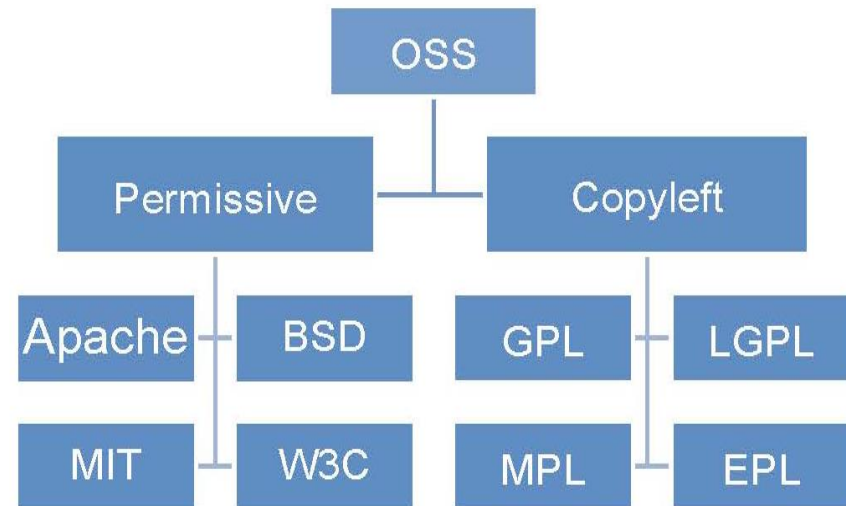 OSS
Permissive
Copyleft
Apache
BSD
GPL
LGPL
MIT
W3C
MPL
EPL